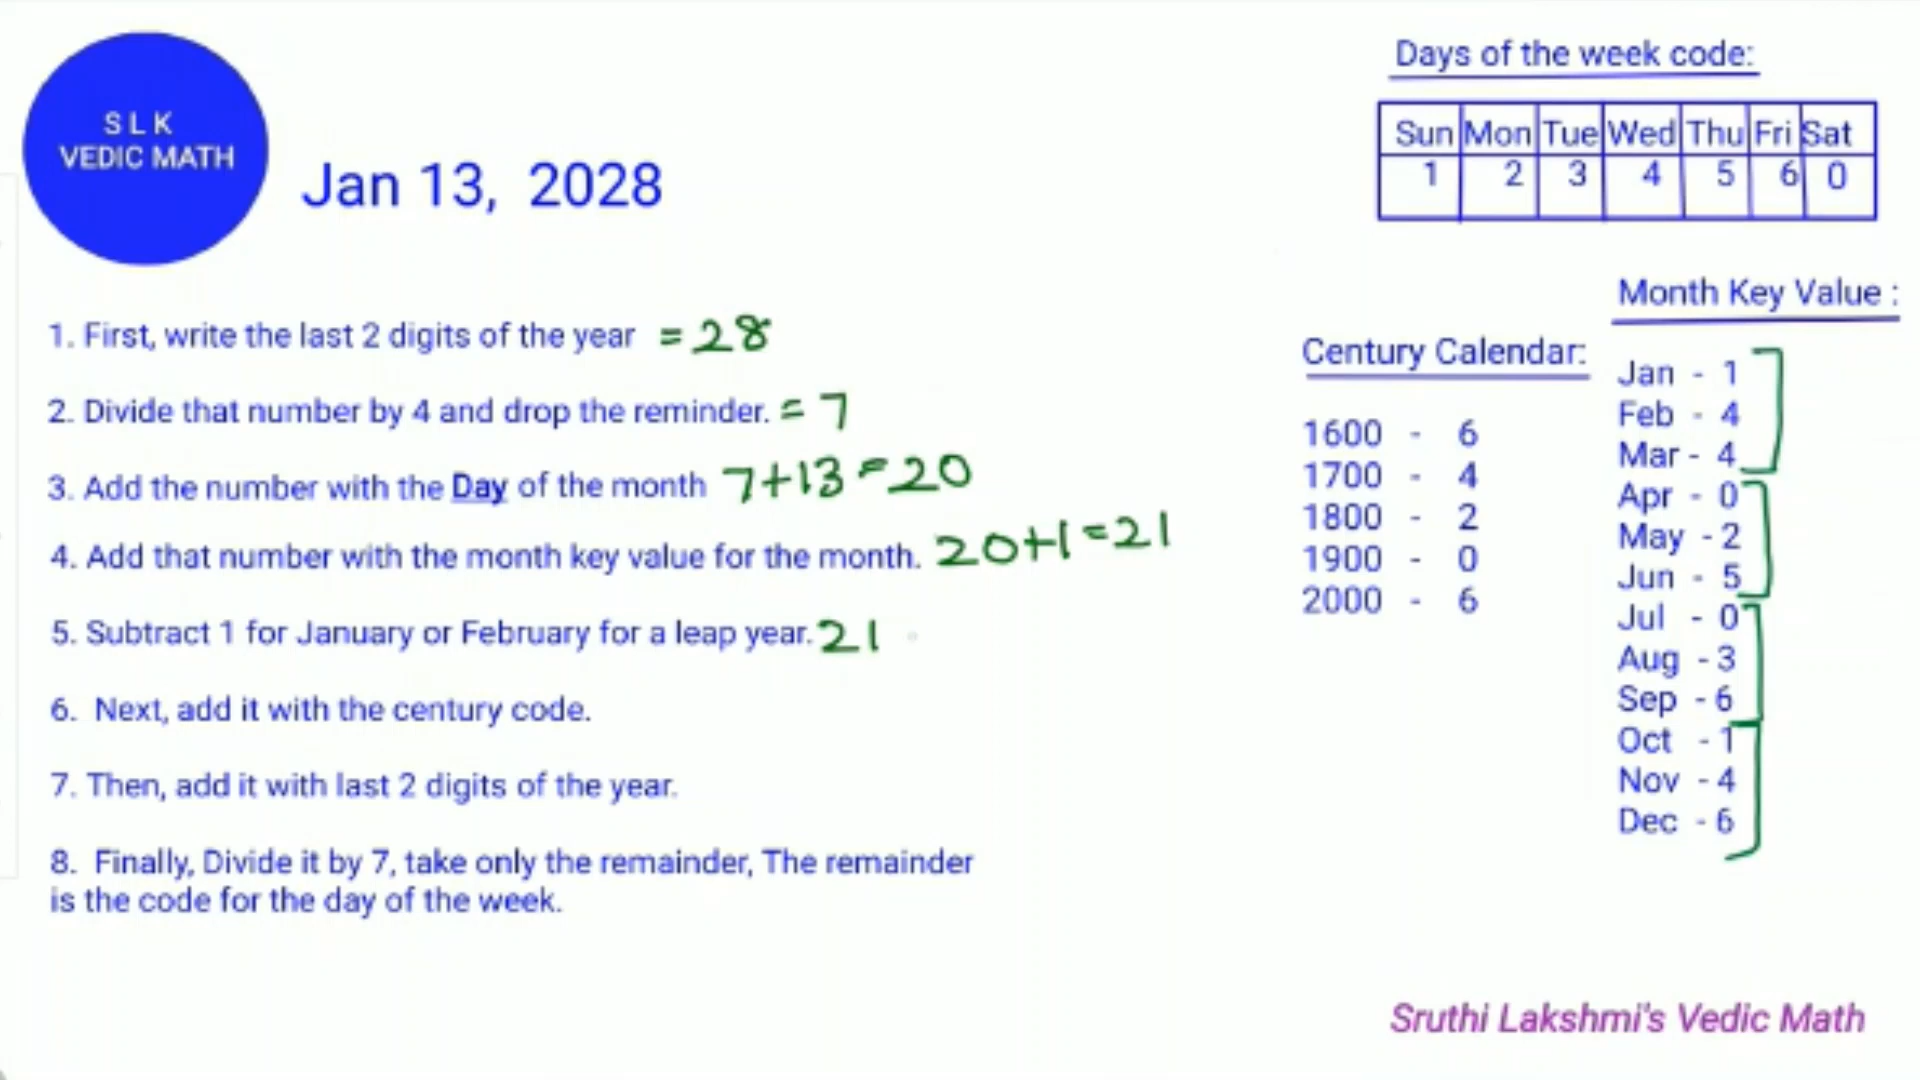 S L K
VEDIC MATH
Jan 13, 2028
1. First, write the last 2 digits of the year = 28
2. Divide that number by 4 and drop the reminder. = 7
3. Add the number with the Day of the month 7+13 = 20
4. Add that number with the month key value for the month. 20+1=21
5. Subtract 1 for January or February for a leap year. 21
6. Next, add it with the century code.
7. Then, add it with last 2 digits of the year.
8. Finally, Divide it by 7, take only the remainder, The remainder
is the code for the day of the week.
Days of the week code:
Sun Mon Tue Wed Thu Fri Sat
1 2 3 4 5 6 0
Century Calendar:
1600 - 6
1700 - 4
1800 - 2
1900 - 0
2000 - 6
Month Key Value :
Jan - 1
Feb - 4
Mar - 4
Apr - 0
May - 2
Jun - 5
Jul - 0
Aug - 3
Sep - 6
Oct - 1
Nov - 4
Dec - 6
Sruthi Lakshmi's Vedic Math